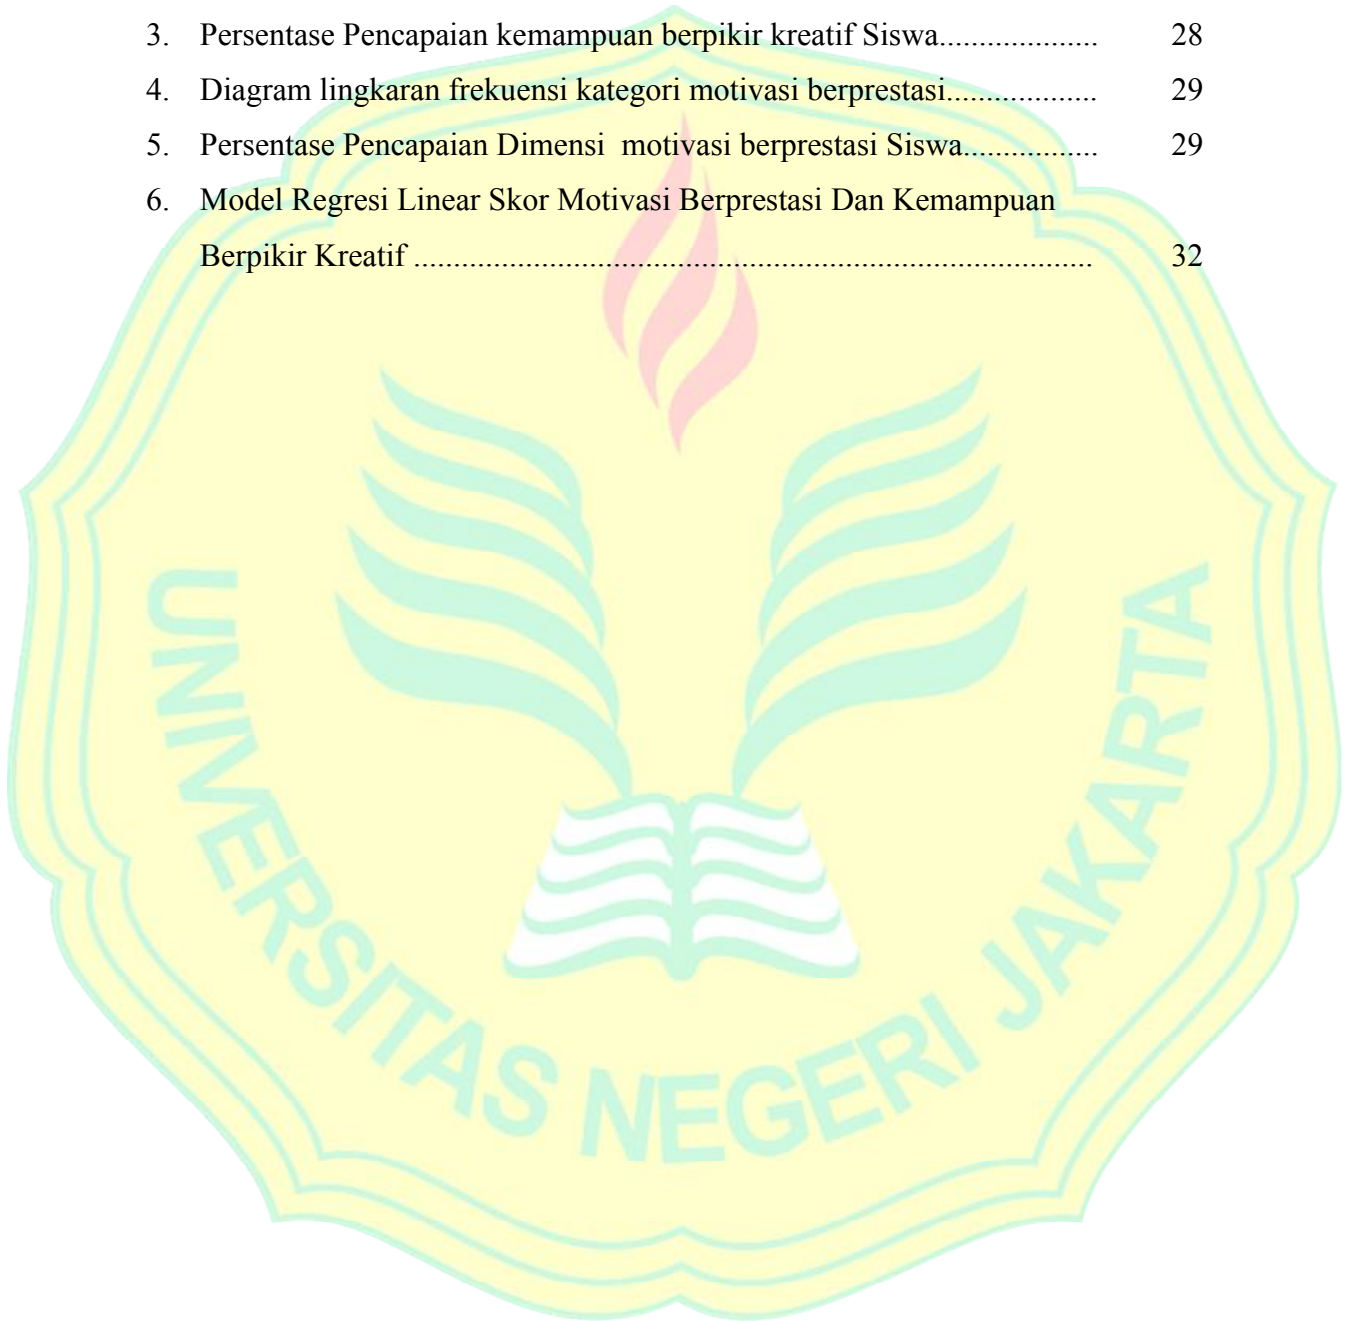 3. Persentase Pencapaian kemampuan berpikir kreatif Siswa.................... 28
4. Diagram lingkaran frekuensi kategori motivasi berprestasi................... 29
5. Persentase Pencapaian Dimensi  motivasi berprestasi Siswa................. 29
6. Model Regresi Linear Skor Motivasi Berprestasi Dan Kemampuan
Berpikir Kreatif ..................................................................................... 32
UNIVERSITAS NEGERI JAKARTA